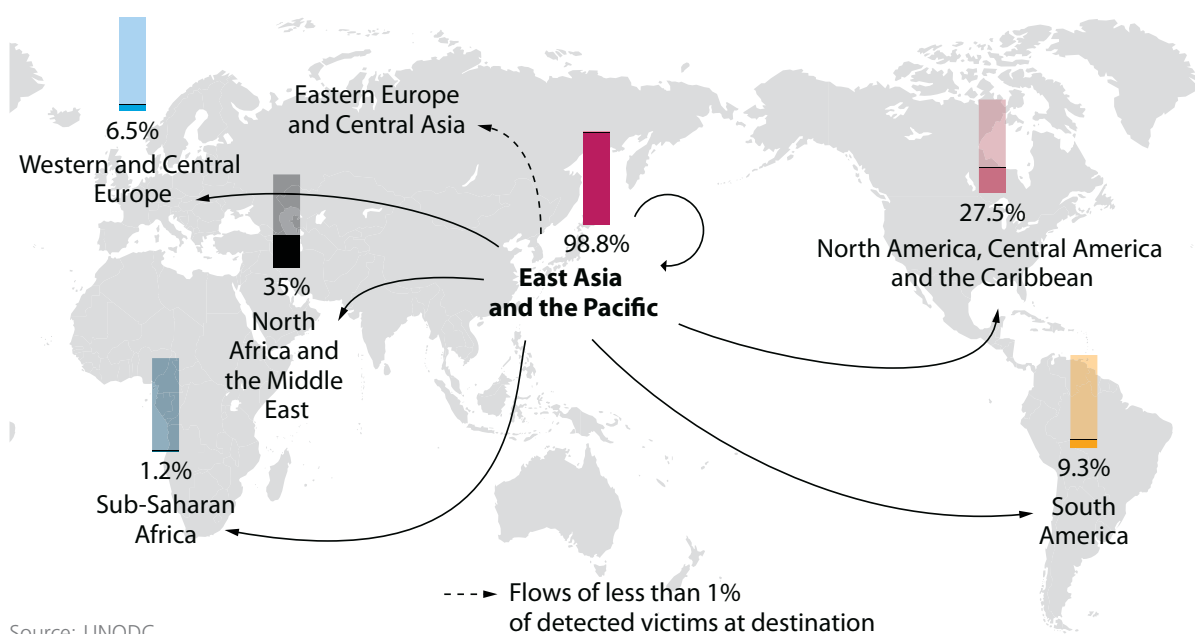 6.5%
Western and Central
Europe
Eastern Europe
and Central Asia
98.8%
East Asia
and the Pacific
27.5%
North America, Central America
and the Caribbean
35%
North
Africa and
the Middle
East
1.2%
Sub-Saharan
Africa
9.3%
South
America
Flows of less than 1%
of detected victims at destination
Source: UNODC